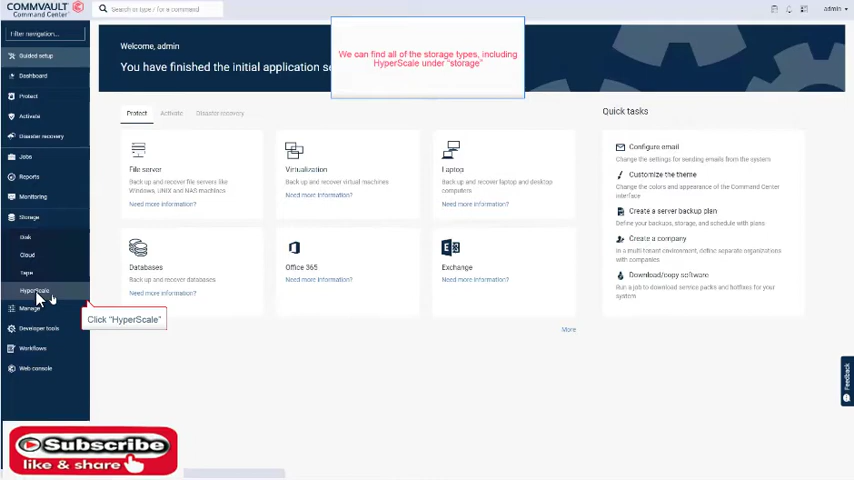 COMMVAULT
Command Center
Search or type for a command
admin
Filter navigation...
Guided setup
Dashboard
Protect
Activate
Disaster recovery
Jobs
Reports
Monitoring
Storage
Disk
Cloud
Tape
HyperScale
Manage
Developer tools
Workflows
Web console
Welcome, admin
You have finished the initial application se
We can find all of the storage types, including
HyperScale under "storage"
Click "HyperScale"
Protect Activate Disaster recovery
File server
Back up and recover file servers like
Windows, UNIX and NAS machines
Need more information?
Virtualization
Back up and recover virtual machines
Need more information?
Laptop
Back up and recover laptop and desktop
computers
Need more information?
Databases
Back up and recover databases
Need more information?
Office 365
Need more information?
Exchange
Need more information?
More
Quick tasks
Configure email
Change the settings for sending emails from the system
Customize the theme
Change the colors and appearance of the Command Center
interface
Create a server backup plan
Define your backups, storage, and schedule with plans
Create a company
In a multi-tenant environment, define separate organizations
with companies
Download/copy software
Run a job to download service packs and hotfixes for your
system
Feedback
Subscribe
like & share